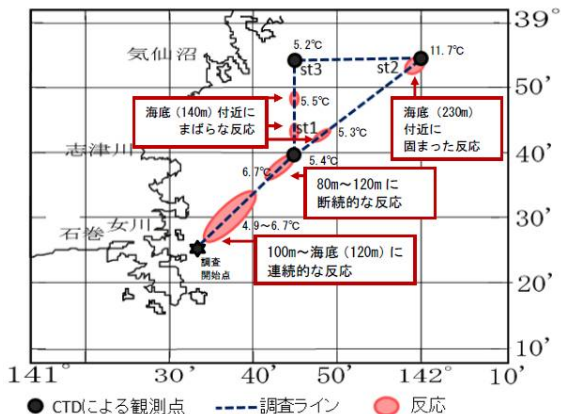 39°
気仙沼
5.2℃
11.7℃
st3
st2
50'
海底（140m）付近に
まばらな反応
5.5℃
海底（230m）
付近に
固まった反応
st1
5.3℃
志津川
40'
6.7℃
5.4℃
80m～120mに
断続的な反応
女川
石巻
30'
4.9～6.7℃
調査
開始点
100m～海底（120m）に
連続的な反応
20'
10'
141°
30'
40'
50'
142°
10'
CTDによる観測点
調査ライン
反応